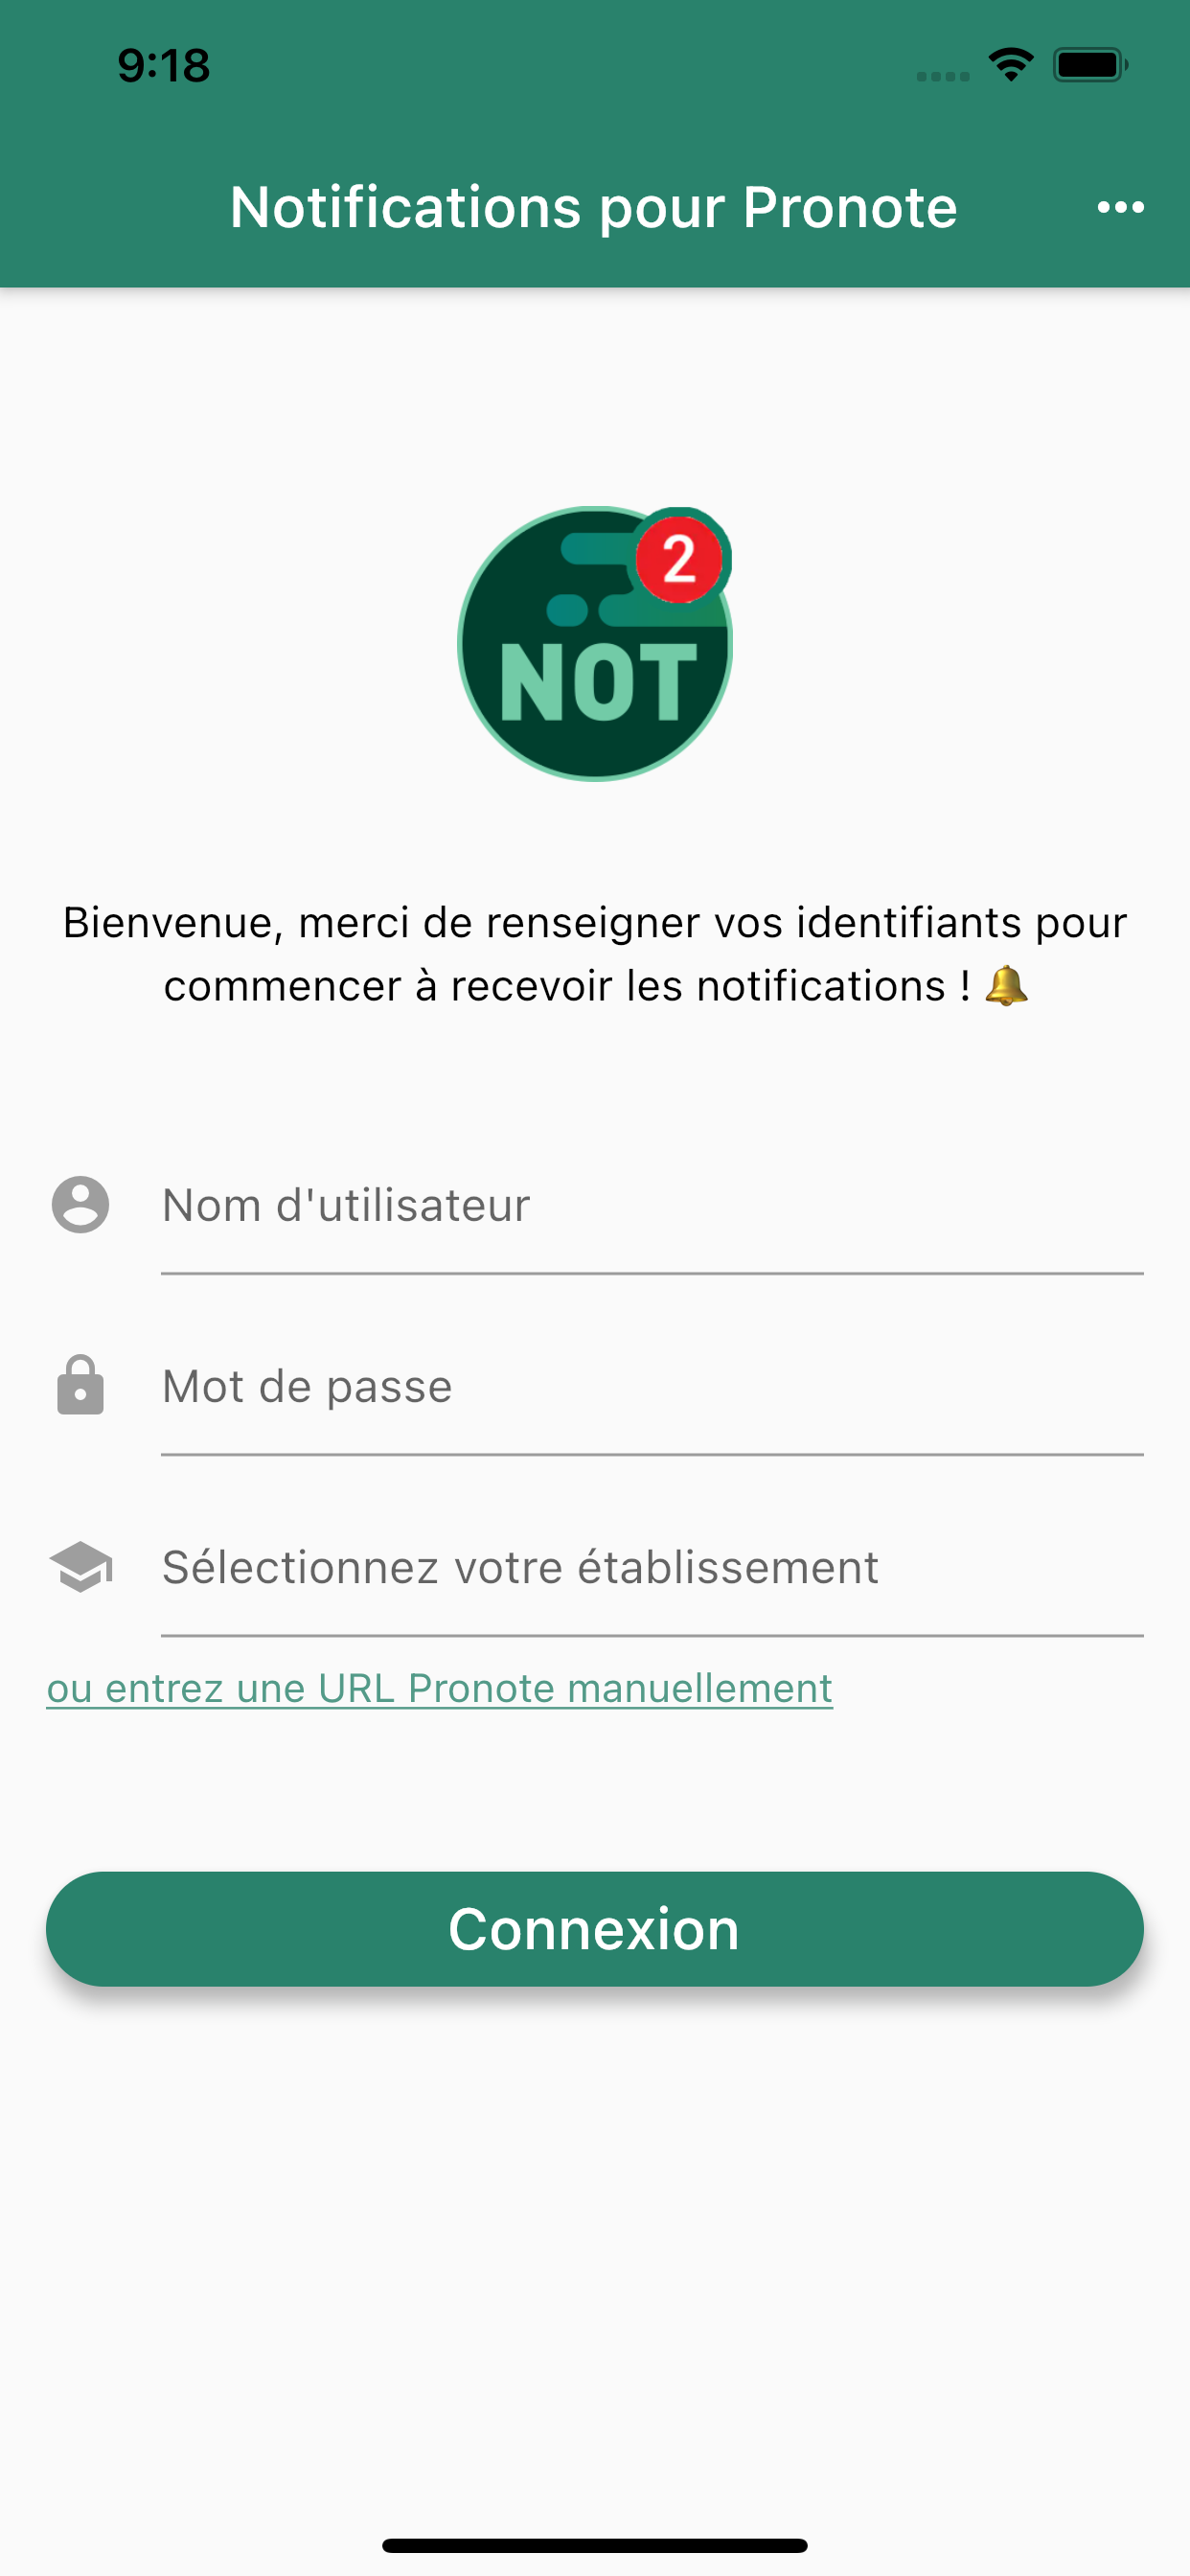 9:18
Notifications pour Pronote
2
NOT
Bienvenue, merci de renseigner vos identifiants pour
commencer à recevoir les notifications ! 🔔
Nom d'utilisateur
Mot de passe
Sélectionnez votre établissement
ou entrez une URL Pronote manuellement
Connexion